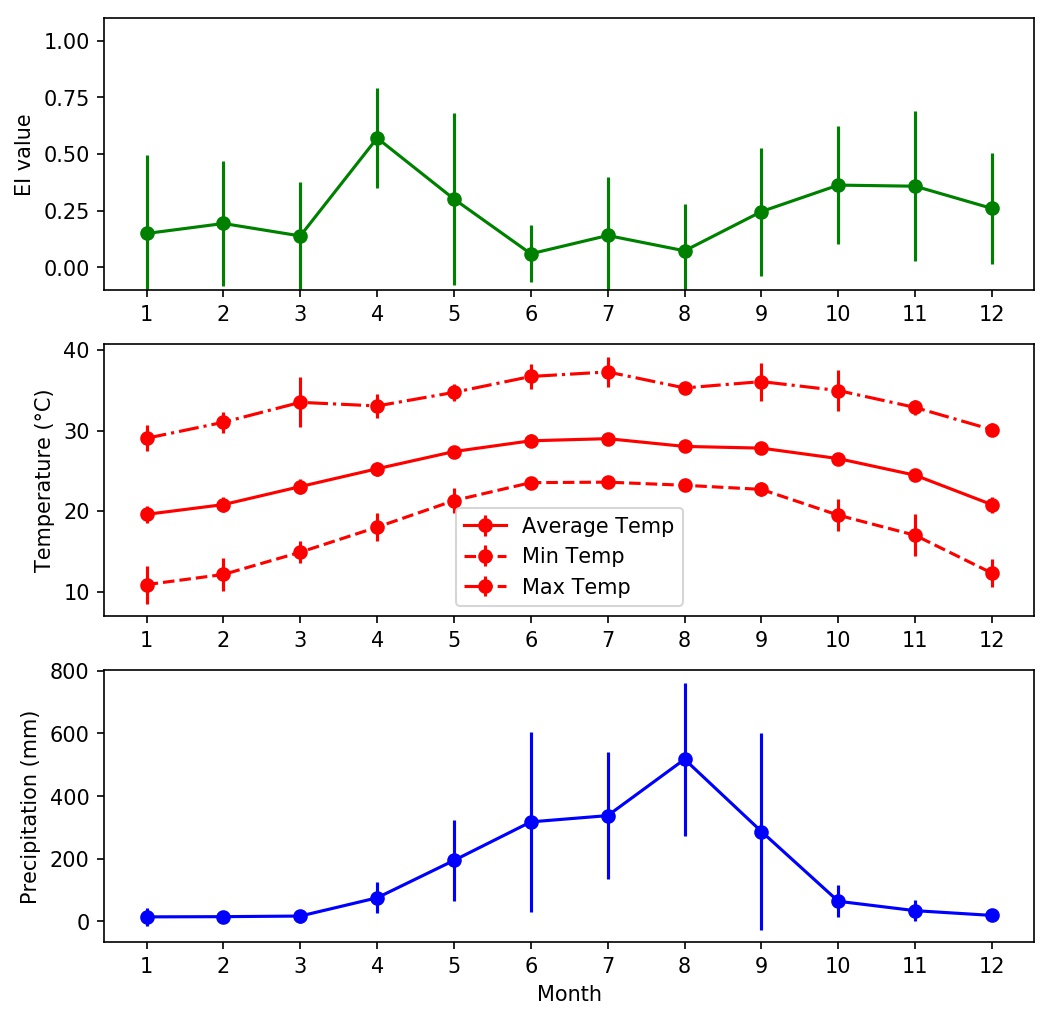 EI value
1.00
0.75
0.50
0.25
0.00
1 2 3 4 5 6 7 8 9 10 11 12
Temperature (°C)
40
30
20
10
Average Temp
Min Temp
Max Temp
1 2 3 4 5 6 7 8 9 10 11 12
Precipitation (mm)
800
600
400
200
0
1 2 3 4 5 6 7 8 9 10 11 12
Month